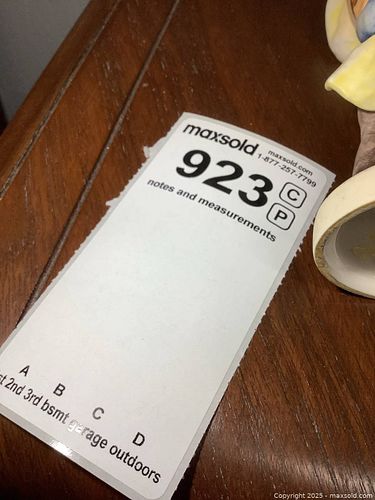 maxsold
maxsold.com
1-877-257-7799
923
C
P
notes and measurements
A B C D
st 2nd 3rd bsmt garage outdoors
Copyright 2025 - maxsold.com